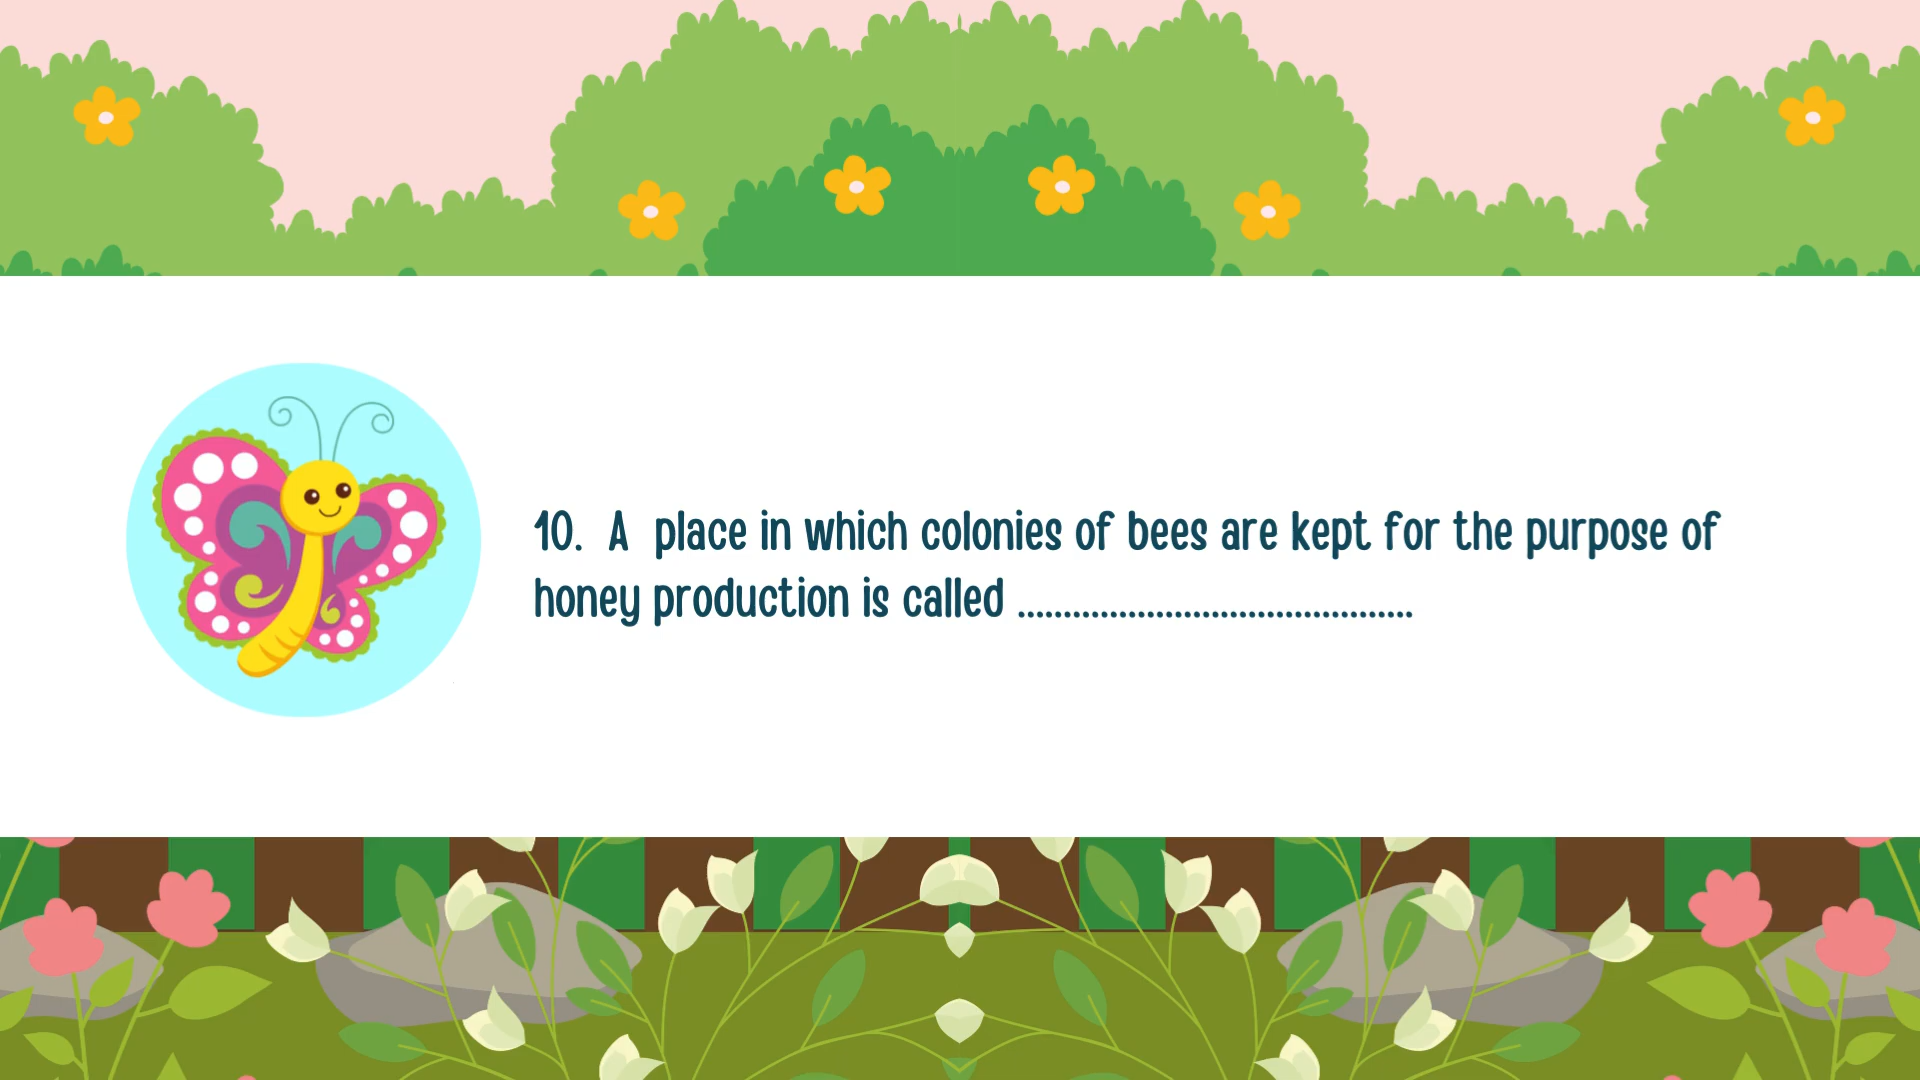 10.  A  place in which colonies of bees are kept for the purpose of
honey production is called ...........................................